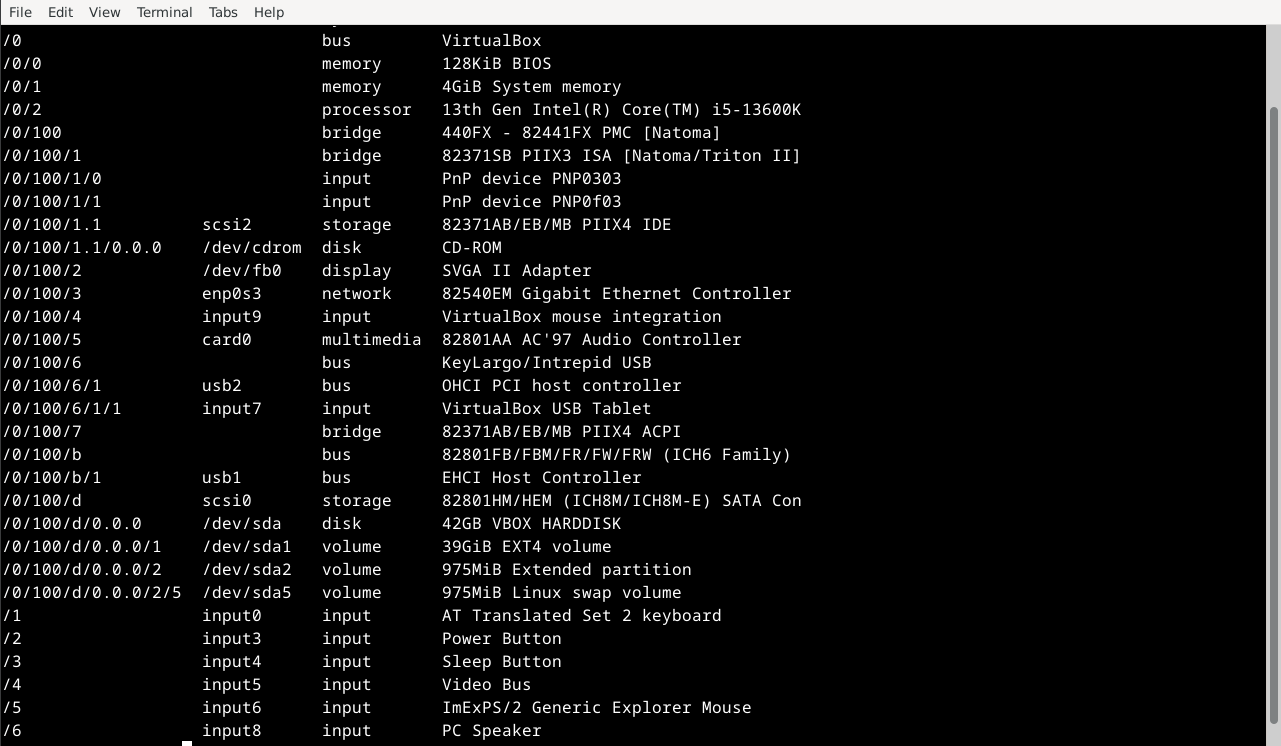 File Edit View Terminal Tabs Help
/0 bus VirtualBox
/0/0 memory 128KiB BIOS
/0/1 memory 4GiB System memory
/0/2 processor 13th Gen Intel(R) Core(TM) i5-13600K
/0/100 bridge 440FX - 82441FX PMC [Natoma]
/0/100/1 bridge 82371SB PIIX3 ISA [Natoma/Triton II]
/0/100/1/0 input PnP device PNP0303
/0/100/1/1 input PnP device PNP0f03
/0/100/1.1 scsi2 storage 82371AB/EB/MB PIIX4 IDE
/0/100/1.1/0.0.0 /dev/cdrom disk CD-ROM
/0/100/2 /dev/fb0 display SVGA II Adapter
/0/100/3 enp0s3 network 82540EM Gigabit Ethernet Controller
/0/100/4 input9 input VirtualBox mouse integration
/0/100/5 card0 multimedia 82801AA AC'97 Audio Controller
/0/100/6 bus KeyLargo/Intrepid USB
/0/100/6/1 usb2 bus OHCI PCI host controller
/0/100/6/1/1 input7 input VirtualBox USB Tablet
/0/100/7 bridge 82371AB/EB/MB PIIX4 ACPI
/0/100/b bus 82801FB/FBM/FR/FW/FRW (ICH6 Family)
/0/100/b/1 usb1 bus EHCI Host Controller
/0/100/d scsi0 storage 82801HM/HEM (ICH8M/ICH8M-E) SATA Con
/0/100/d/0.0.0 /dev/sda disk 42GB VBOX HARDDISK
/0/100/d/0.0.0/1 /dev/sda1 volume 39GiB EXT4 volume
/0/100/d/0.0.0/2 /dev/sda2 volume 975MiB Extended partition
/0/100/d/0.0.0/2/5 /dev/sda5 volume 975MiB Linux swap volume
/1 input0 input AT Translated Set 2 keyboard
/2 input3 input Power Button
/3 input4 input Sleep Button
/4 input5 input Video Bus
/5 input6 input ImExPS/2 Generic Explorer Mouse
/6 input8 input PC Speaker